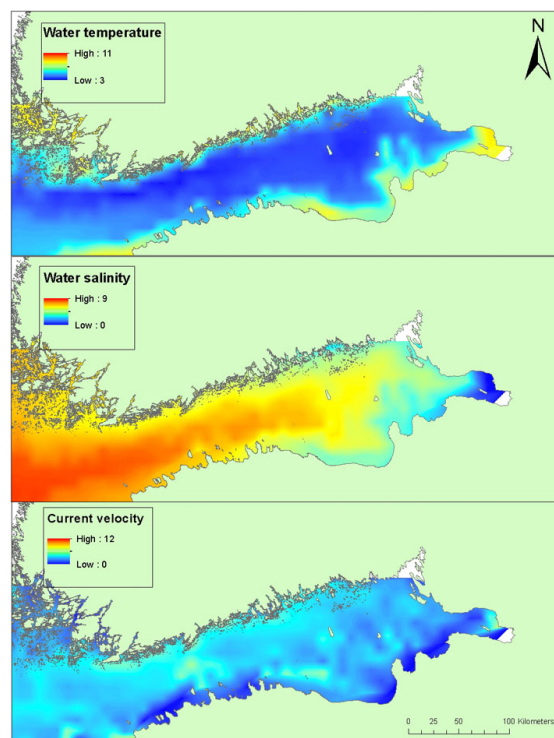 Water temperature
High : 11
Low : 3
N
Water salinity
High : 9
Low : 0
Current velocity
High : 12
Low : 0
0 25 50 100 Kilometers